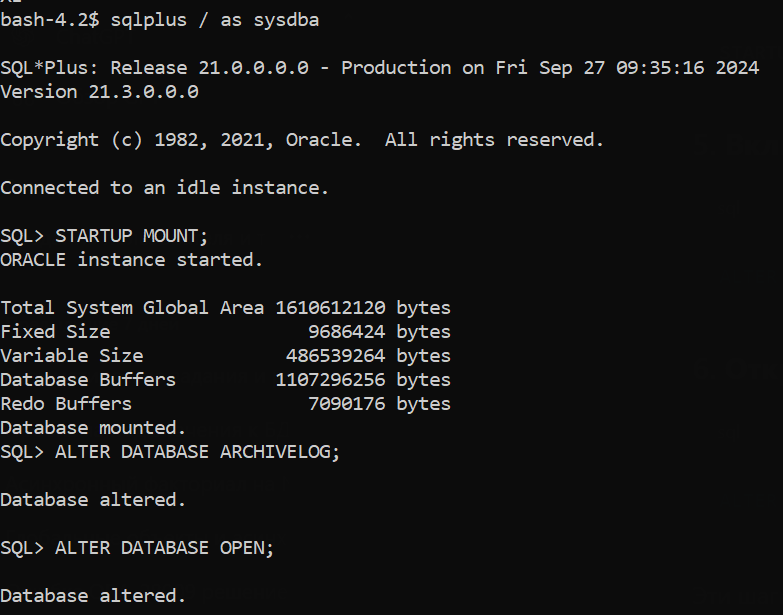 bash-4.2$ sqlplus / as sysdba
SQL*Plus: Release 21.0.0.0.0 - Production on Fri Sep 27 09:35:16 2024
Version 21.3.0.0.0
Copyright (c) 1982, 2021, Oracle.  All rights reserved.
Connected to an idle instance.
SQL> STARTUP MOUNT;
ORACLE instance started.
Total System Global Area 1610612120 bytes
Fixed Size                  9686424 bytes
Variable Size             486539264 bytes
Database Buffers         1107296256 bytes
Redo Buffers                7090176 bytes
Database mounted.
SQL> ALTER DATABASE ARCHIVELOG;
Database altered.
SQL> ALTER DATABASE OPEN;
Database altered.